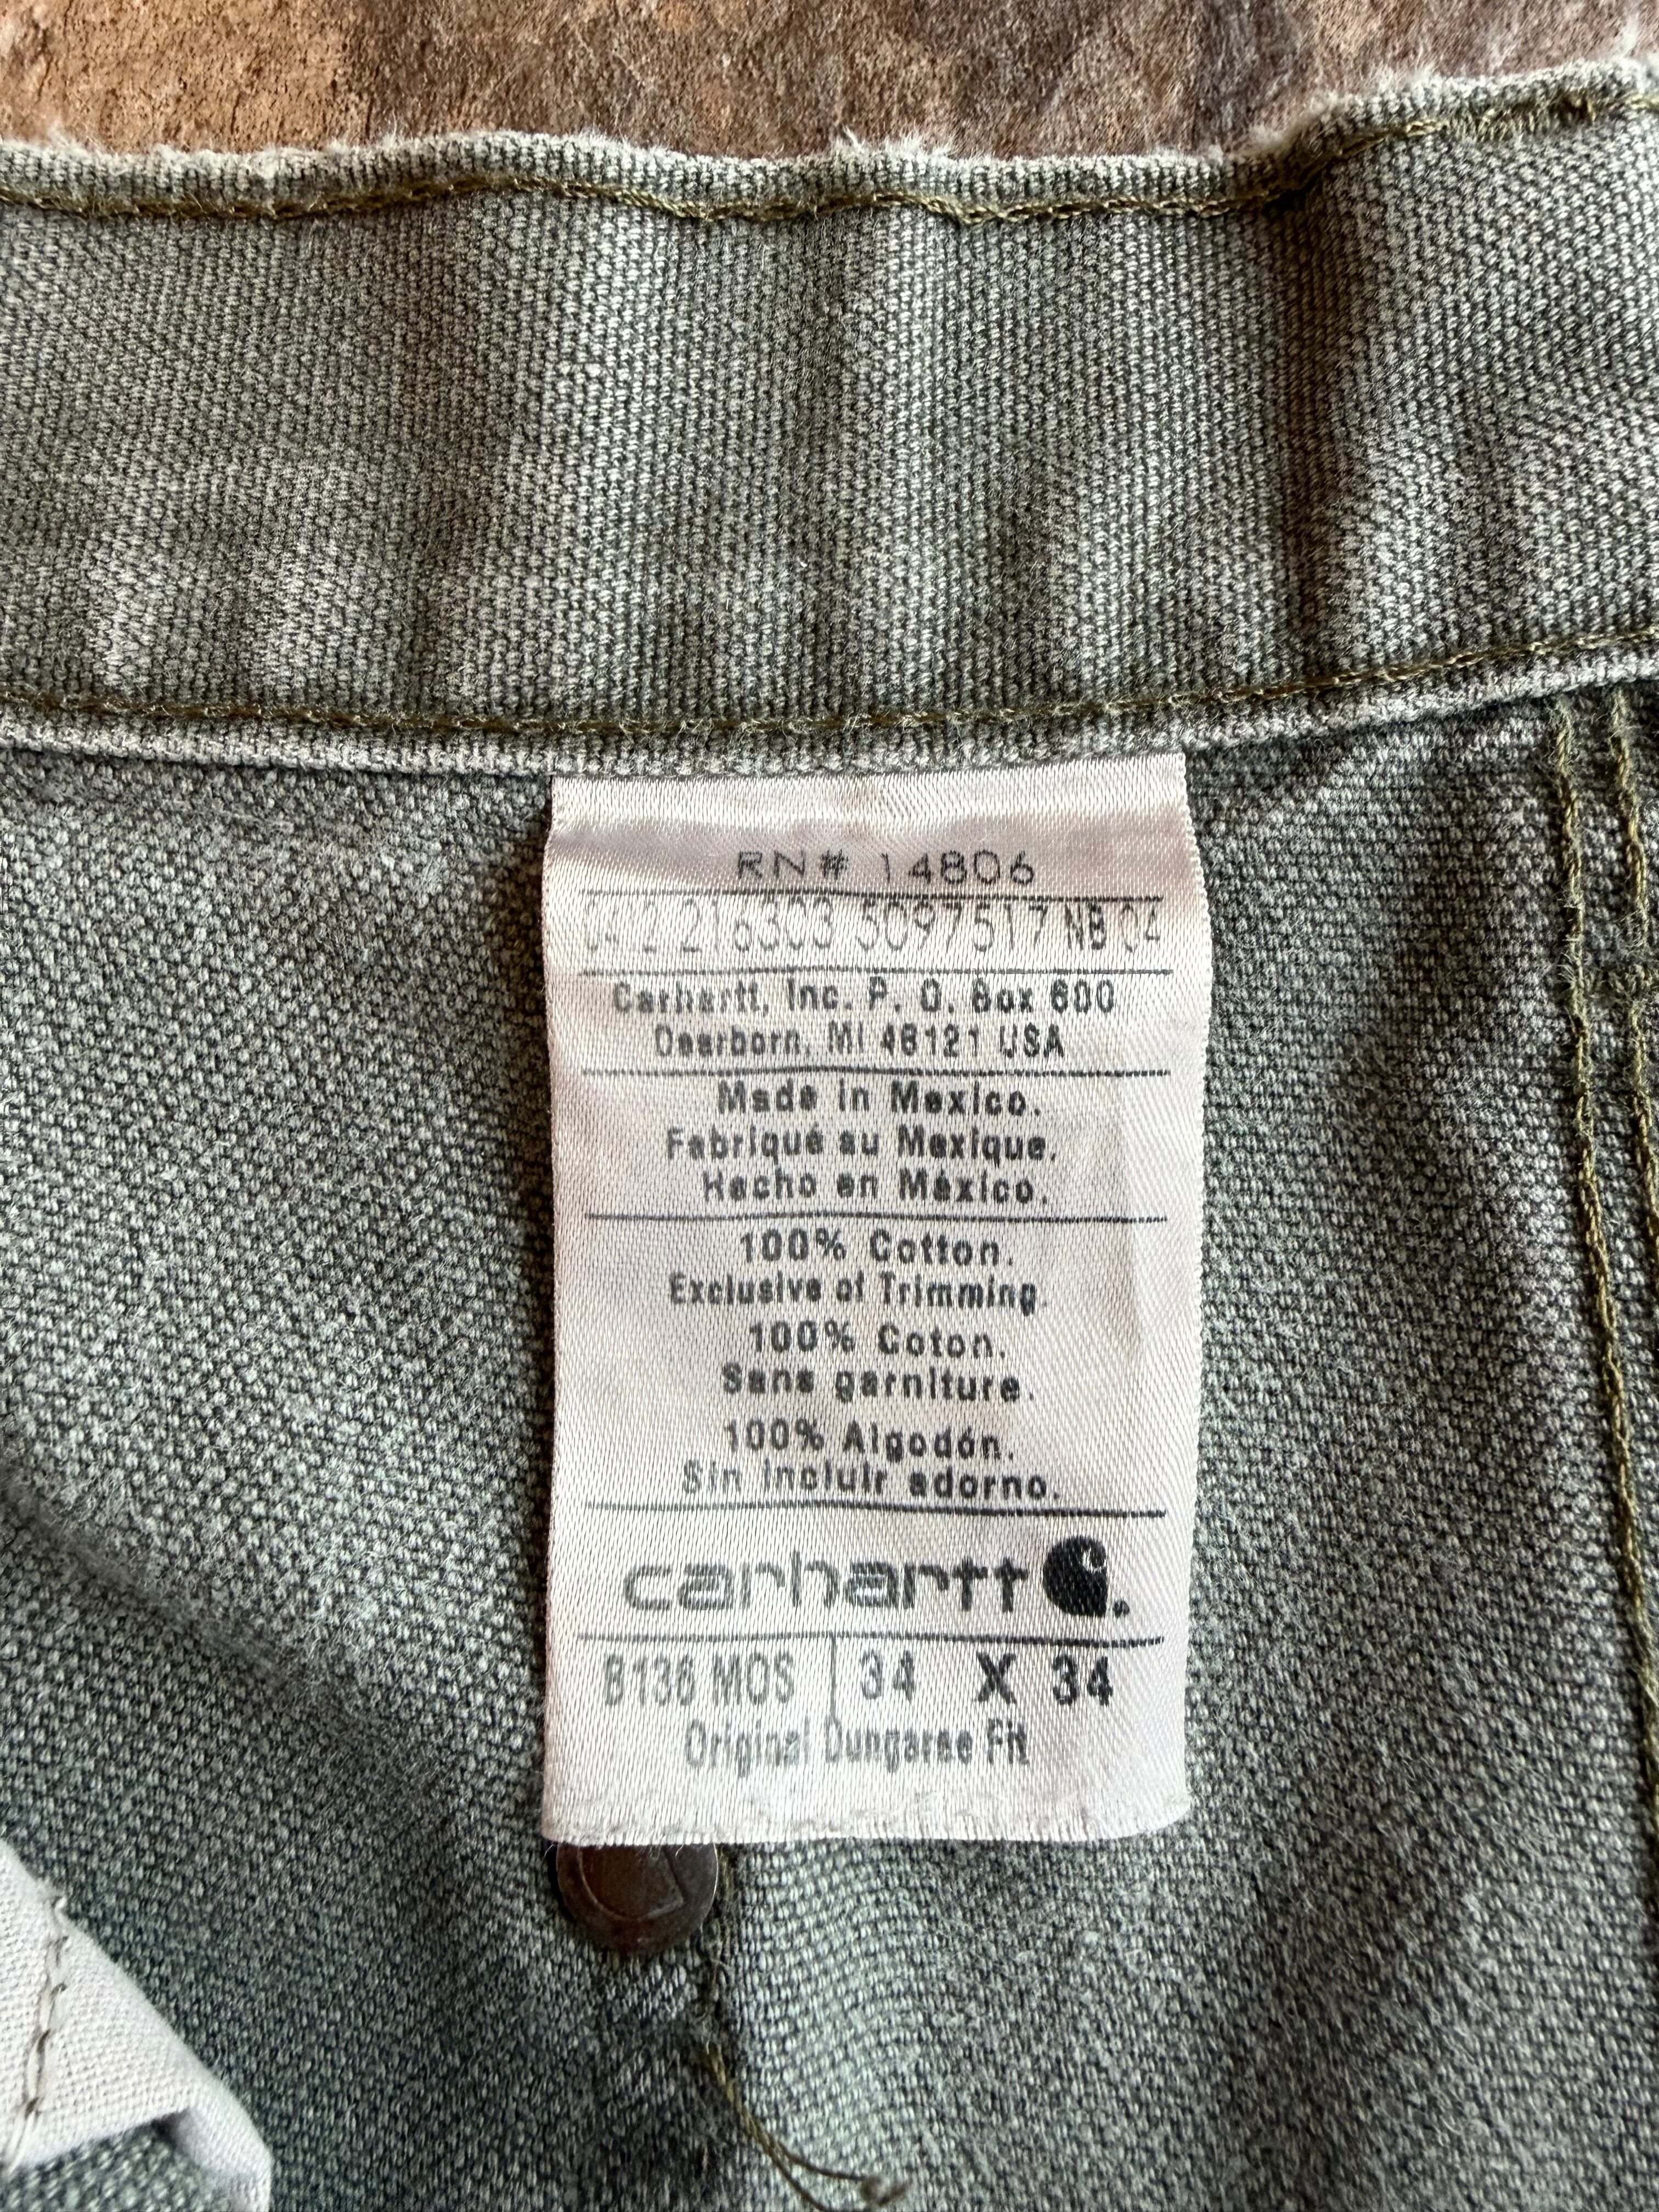 RN# 14806
216303 5097517 NB 04
Carhartt, Inc. P. O. Box 600
Dearborn, MI 48121 USA
Made in Mexico.
Fabriqué au Mexique.
Hecho en México.
100% Cotton.
Exclusive of Trimming.
100% Coton.
Sans garniture.
100% Algodón.
Sin incluir adorno.
carhartt
B136 MOS 34 X 34
Original Dungaree Fit